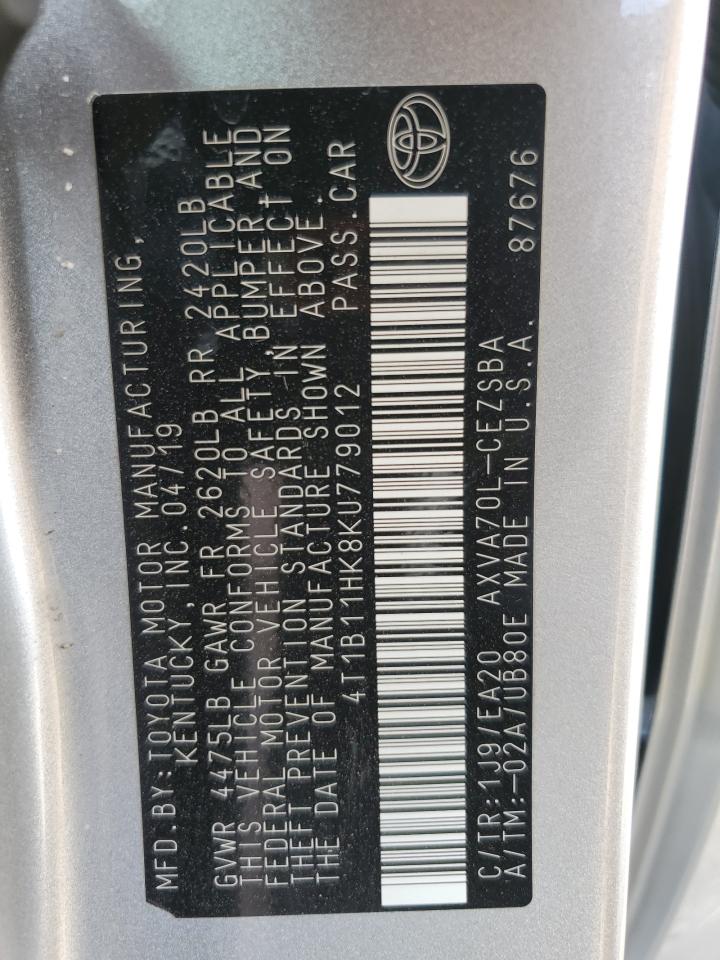 MFD.BY:TOYOTA MOTOR MANUFACTURING,
KENTUCKY, INC.04/19
GVWR 4475LB GAWR FR 2620LB RR 2420LB
THIS VEHICLE CONFORMS TO ALL APPLICABLE
FEDERAL MOTOR VEHICLE SAFETY, BUMPER, AND
THEFT PREVENTION STANDARDS IN EFFECT ON
THE DATE OF MANUFACTURE SHOWN ABOVE.
4T1B11HK8KU779012 PASS.CAR
C/TR:1J9/EA20 AXVA70L-CEZSBA 87676
A/TM:-02A/UB80E MADE IN U.S.A.